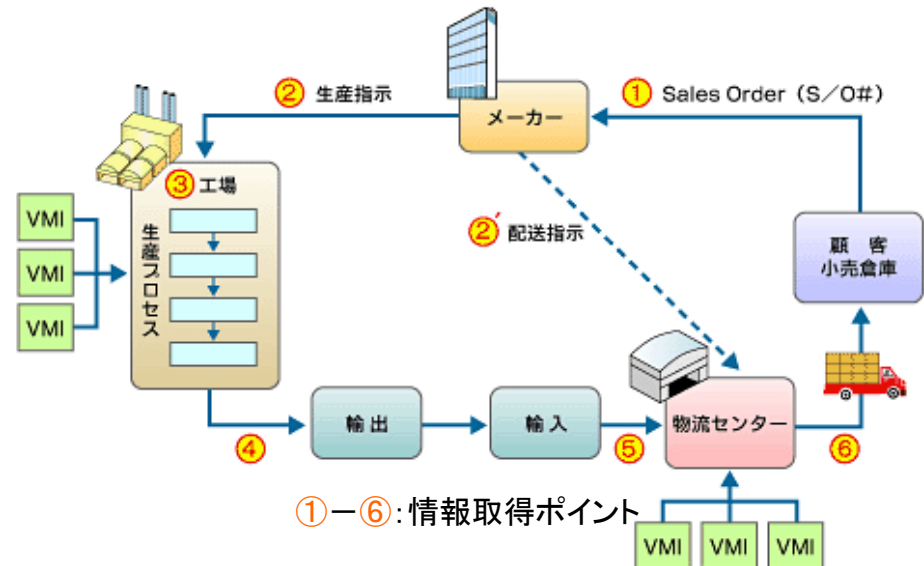 ② 生産指示
メーカー
① Sales Order（S／O＃）
③ 工場
生産プロセス
VMI
VMI
VMI
②′ 配送指示
顧 客
小売倉庫
④
輸 出
輸 入
⑤
物流センター
⑥
①－⑥：情報取得ポイント
VMI
VMI
VMI